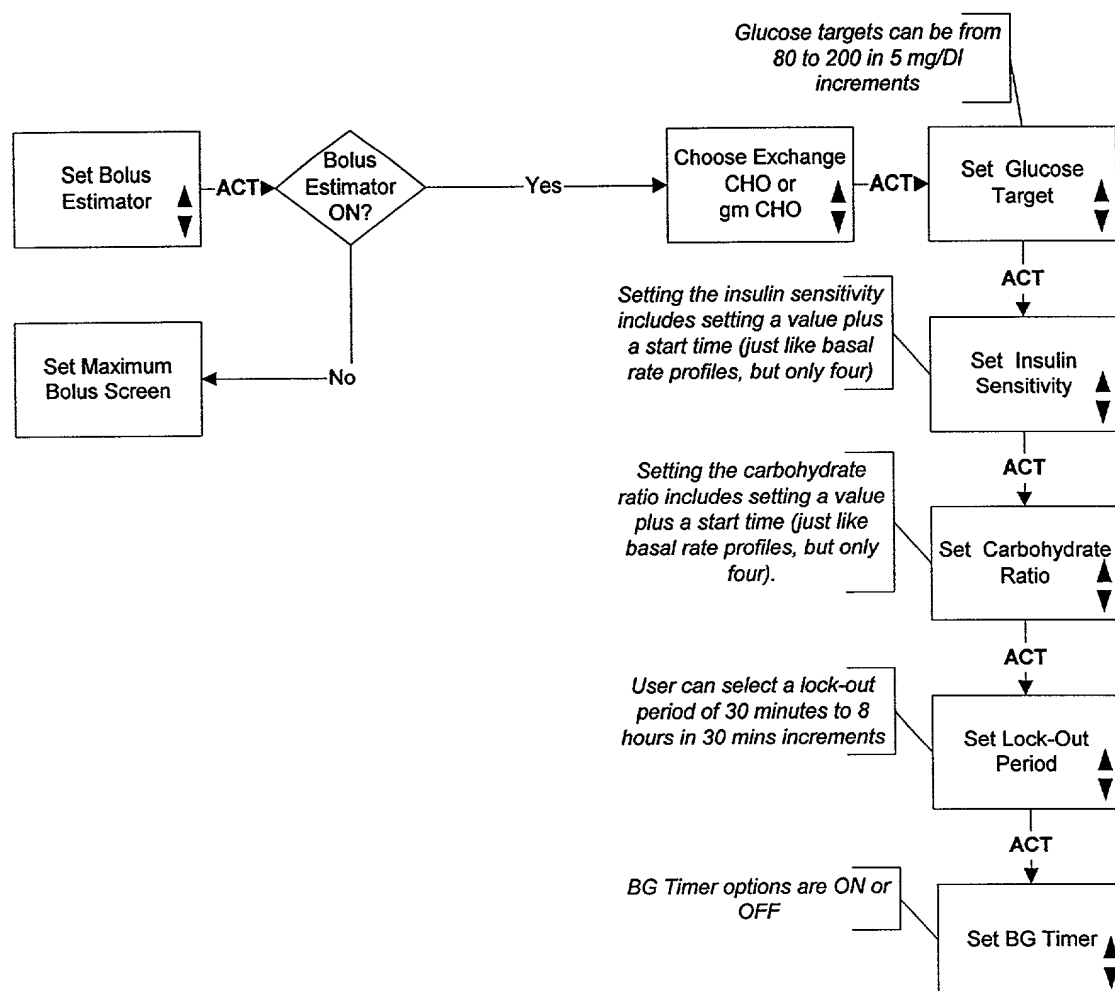 Glucose targets can be from
80 to 200 in 5 mg/Dl
increments
Set Bolus
Estimator
ACT
Bolus
Estimator
ON?
Yes
Choose Exchange
CHO or
gm CHO
ACT
Set Glucose
Target
ACT
Setting the insulin sensitivity
includes setting a value plus
a start time (just like basal
rate profiles, but only four)
Set Insulin
Sensitivity
Set Maximum
Bolus Screen
No
ACT
Setting the carbohydrate
ratio includes setting a value
plus a start time (just like
basal rate profiles, but only
four).
Set Carbohydrate
Ratio
ACT
User can select a lock-out
period of 30 minutes to 8
hours in 30 mins increments
Set Lock-Out
Period
ACT
BG Timer options are ON or
OFF
Set BG Timer